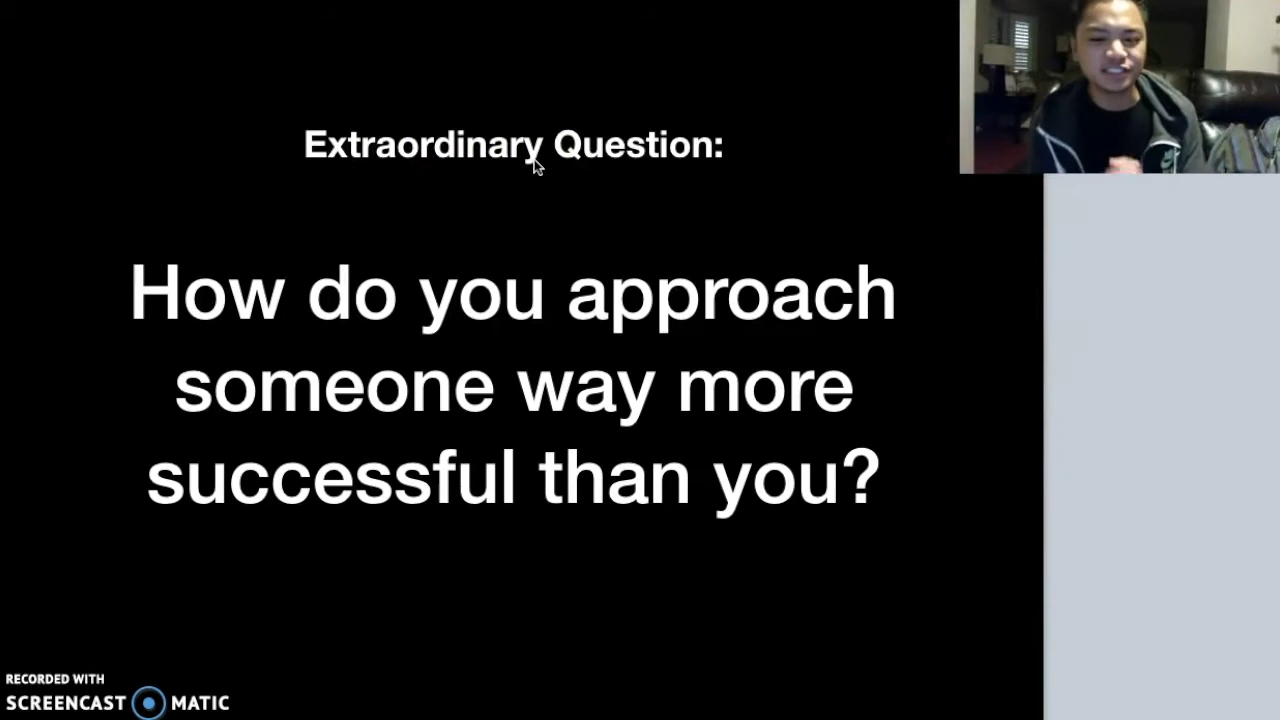 Extraordinary Question:
How do you approach
someone way more
successful than you?
RECORDED WITH
SCREENCAST MATIC